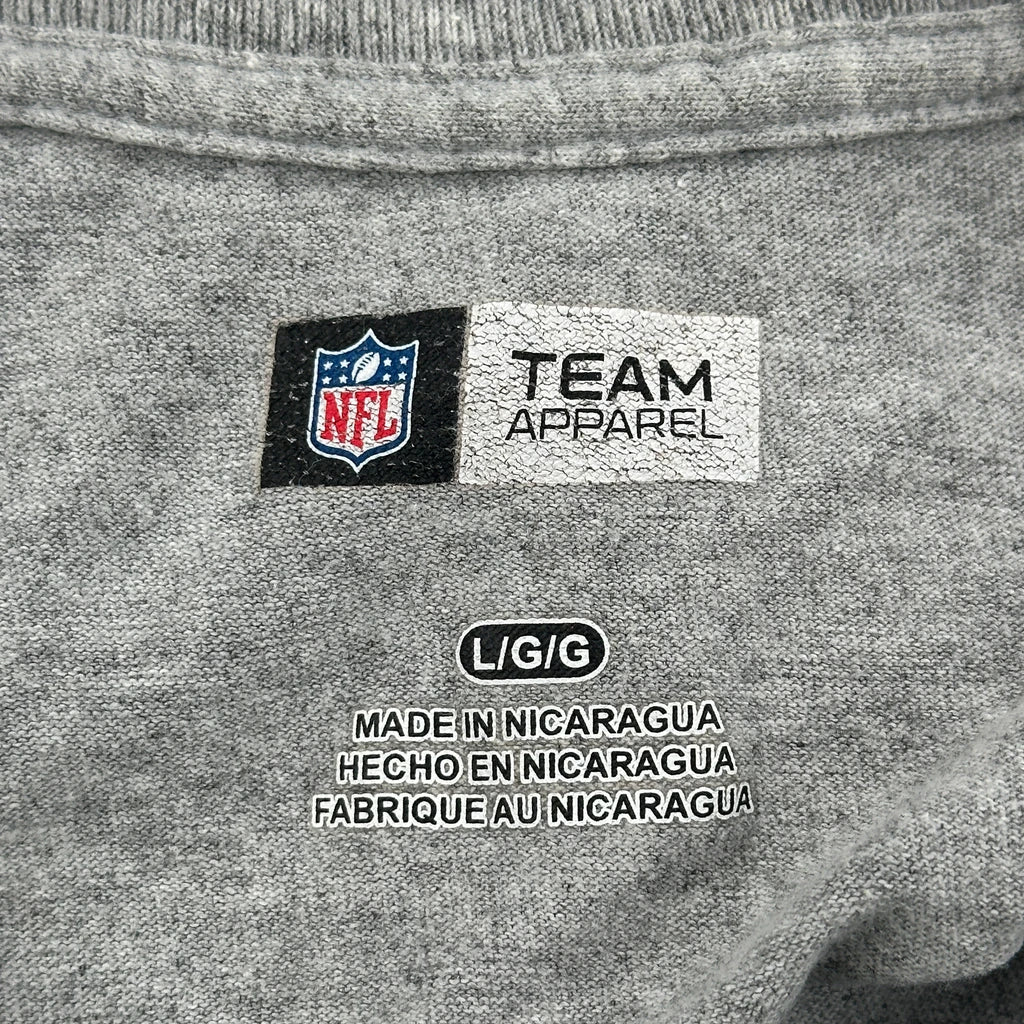 NFL
TEAM
APPAREL
L/G/G
MADE IN NICARAGUA
HECHO EN NICARAGUA
FABRIQUE AU NICARAGUA